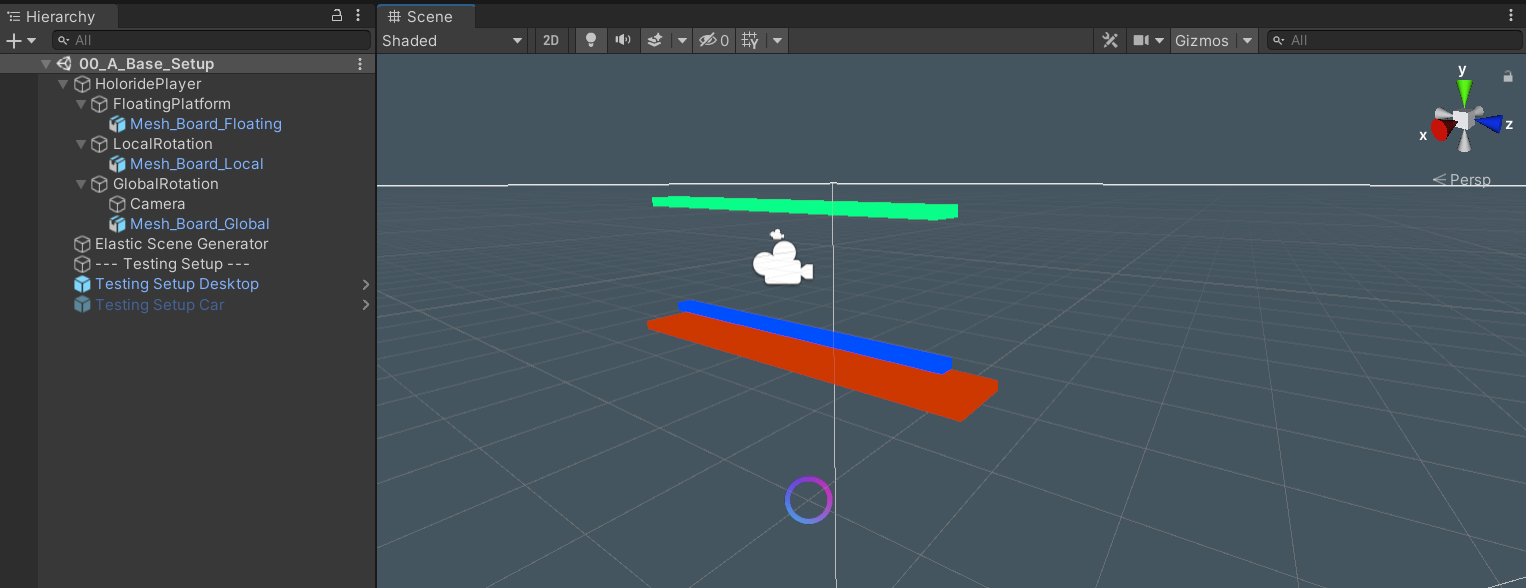 Hierarchy
All
00_A_Base_Setup
HoloridePlayer
FloatingPlatform
Mesh_Board_Floating
LocalRotation
Mesh_Board_Local
GlobalRotation
Camera
Mesh_Board_Global
Elastic Scene Generator
--- Testing Setup ---
Testing Setup Desktop
Testing Setup Car
Scene
Shaded 2D 0 Gizmos All
y
x z
Persp